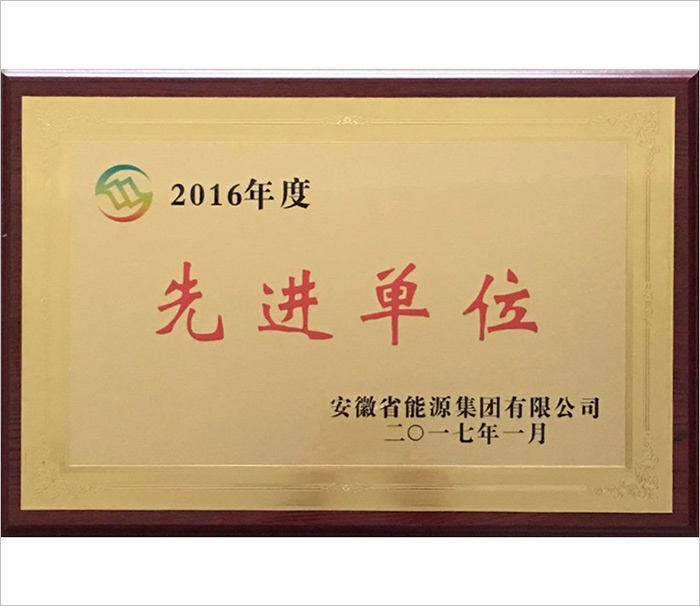 2016年度
先进单位
安徽省能源集团有限公司
二〇一七年一月